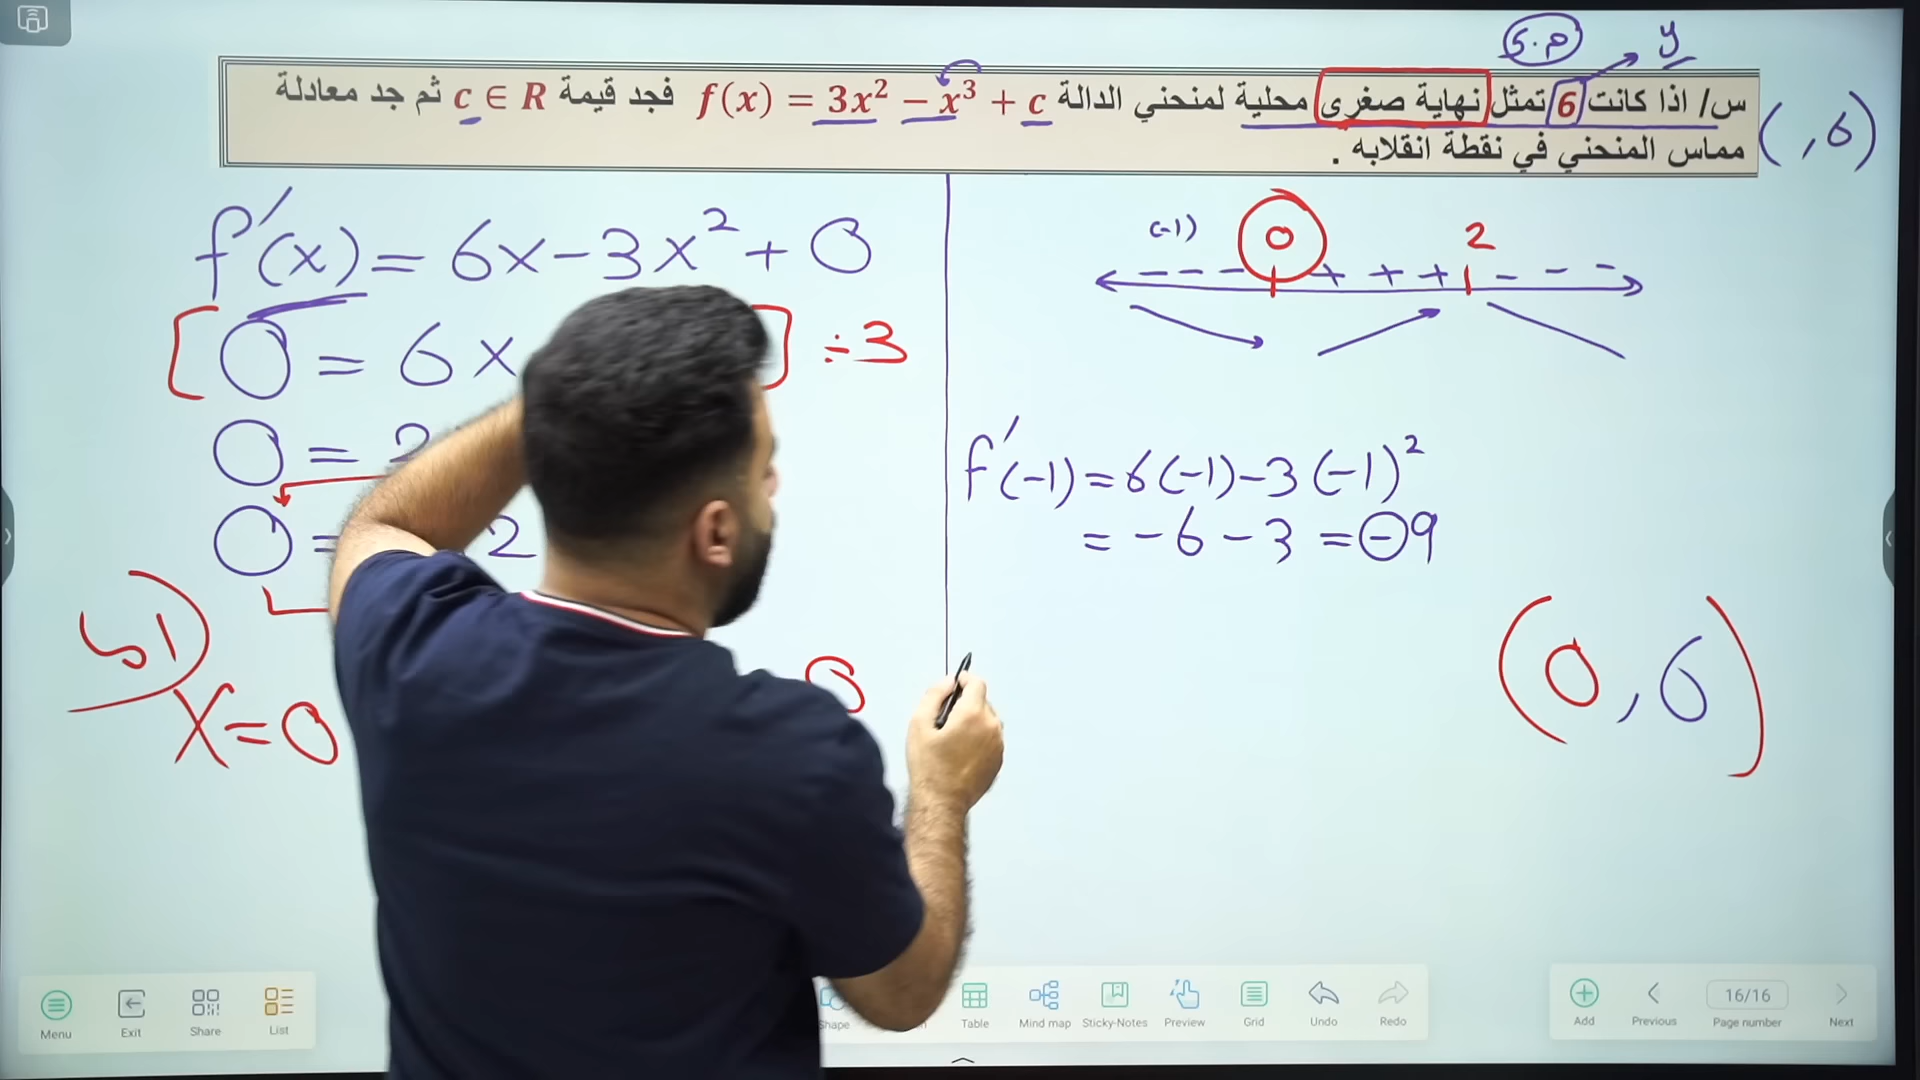 م.ح
y
س/ اذا كانت 6 تمثل نهاية صغرى محلية لمنحني الدالة f(x) = 3x² − x³ + c فجد قيمة c ∈ R ثم جد معادلة
مماس المنحني في نقطة انقلابه .
( , 6)
f′(x) = 6x − 3x² + 0
[0 = 6x ] ÷3
0 = 2
0 = 2
اما
x = 0
0
(-1) 0 2
− − − + + + − − −
f′(−1) = 6(−1) − 3(−1)²
= −6 − 3 = −9
(0, 6)
Menu
Exit
Share
List
Shape
Table
Mind map
Sticky-Notes
Preview
Grid
Undo
Redo
Add
Previous
16/16
Page number
Next